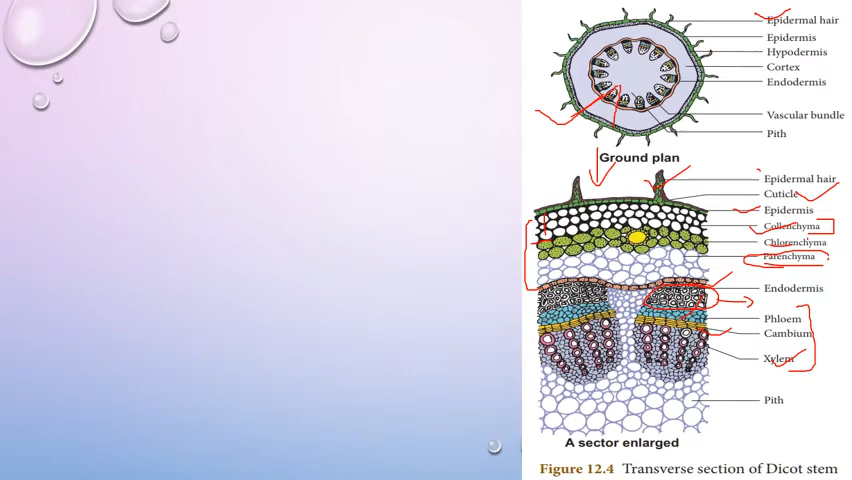 Epidermal hair
Epidermis
Hypodermis
Cortex
Endodermis
Vascular bundle
Pith
Ground plan
Epidermal hair
Cuticle
Epidermis
Collenchyma
Chlorenchyma
Parenchyma
Endodermis
Phloem
Cambium
Xylem
Pith
A sector enlarged
Figure 12.4 Transverse section of Dicot stem